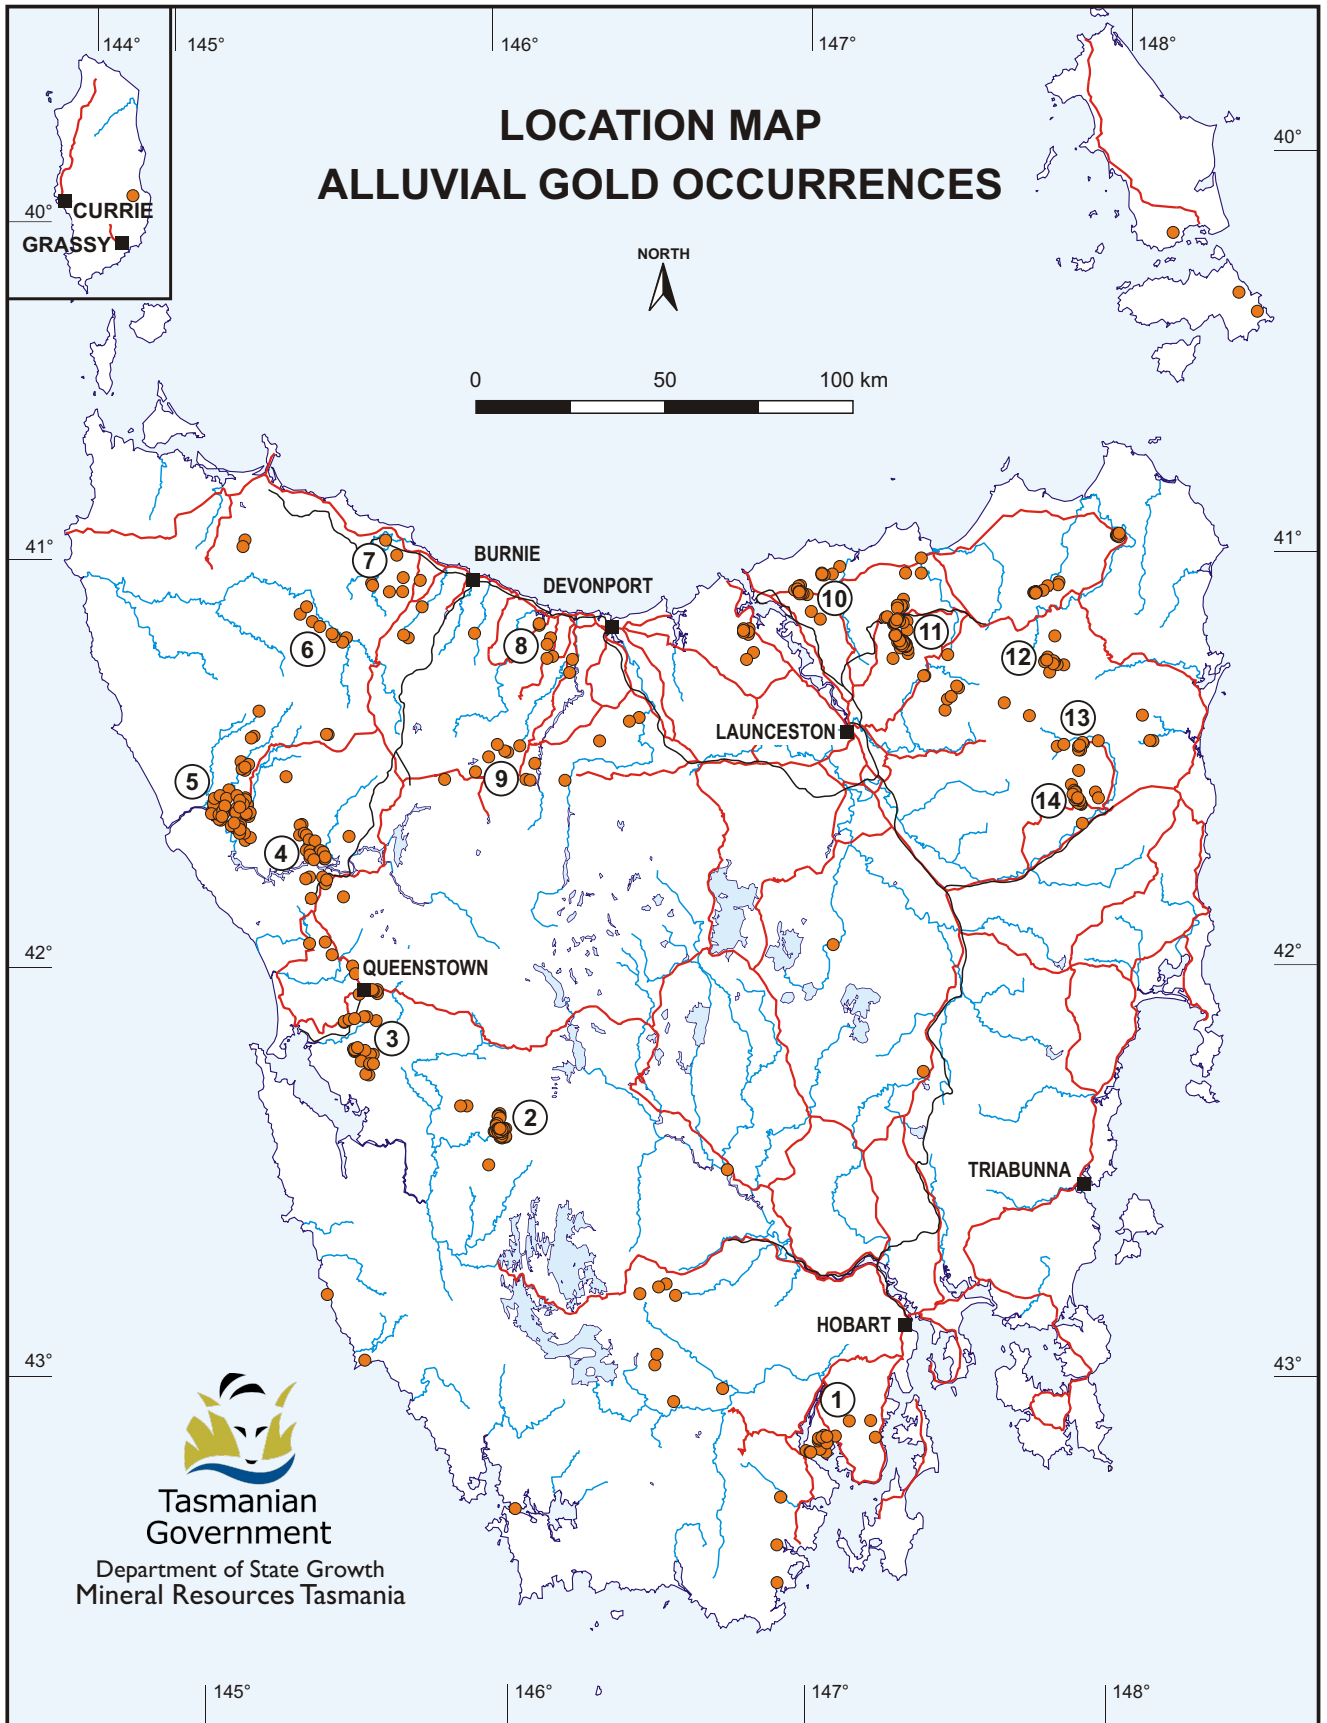 144°
145°
146°
147°
148°
LOCATION MAP
ALLUVIAL GOLD OCCURRENCES
40°
40°
CURRIE
GRASSY
NORTH
0 50 100 km
41°
41°
7
BURNIE
DEVONPORT
10
6
8
11
12
13
LAUNCESTON
5
9
14
4
42°
42°
QUEENSTOWN
3
2
TRIABUNNA
HOBART
43°
43°
1
Tasmanian
Government
Department of State Growth
Mineral Resources Tasmania
145°
146°
147°
148°